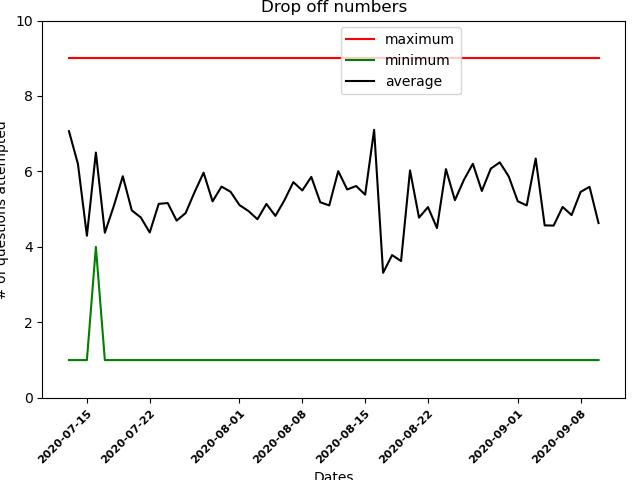 Drop off numbers
maximum
minimum
average
# of questions attempted
10
8
6
4
2
0
2020-07-15
2020-07-22
2020-08-01
2020-08-08
2020-08-15
2020-08-22
2020-09-01
2020-09-08
Dates